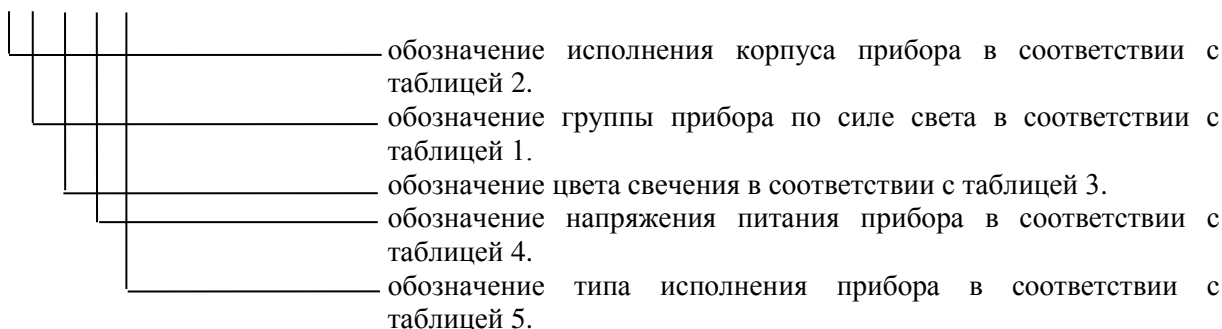 обозначение исполнения корпуса прибора в соответствии с
таблицей 2.
обозначение группы прибора по силе света в соответствии с
таблицей 1.
обозначение цвета свечения в соответствии с таблицей 3.
обозначение напряжения питания прибора в соответствии с
таблицей 4.
обозначение типа исполнения прибора в соответствии с
таблицей 5.